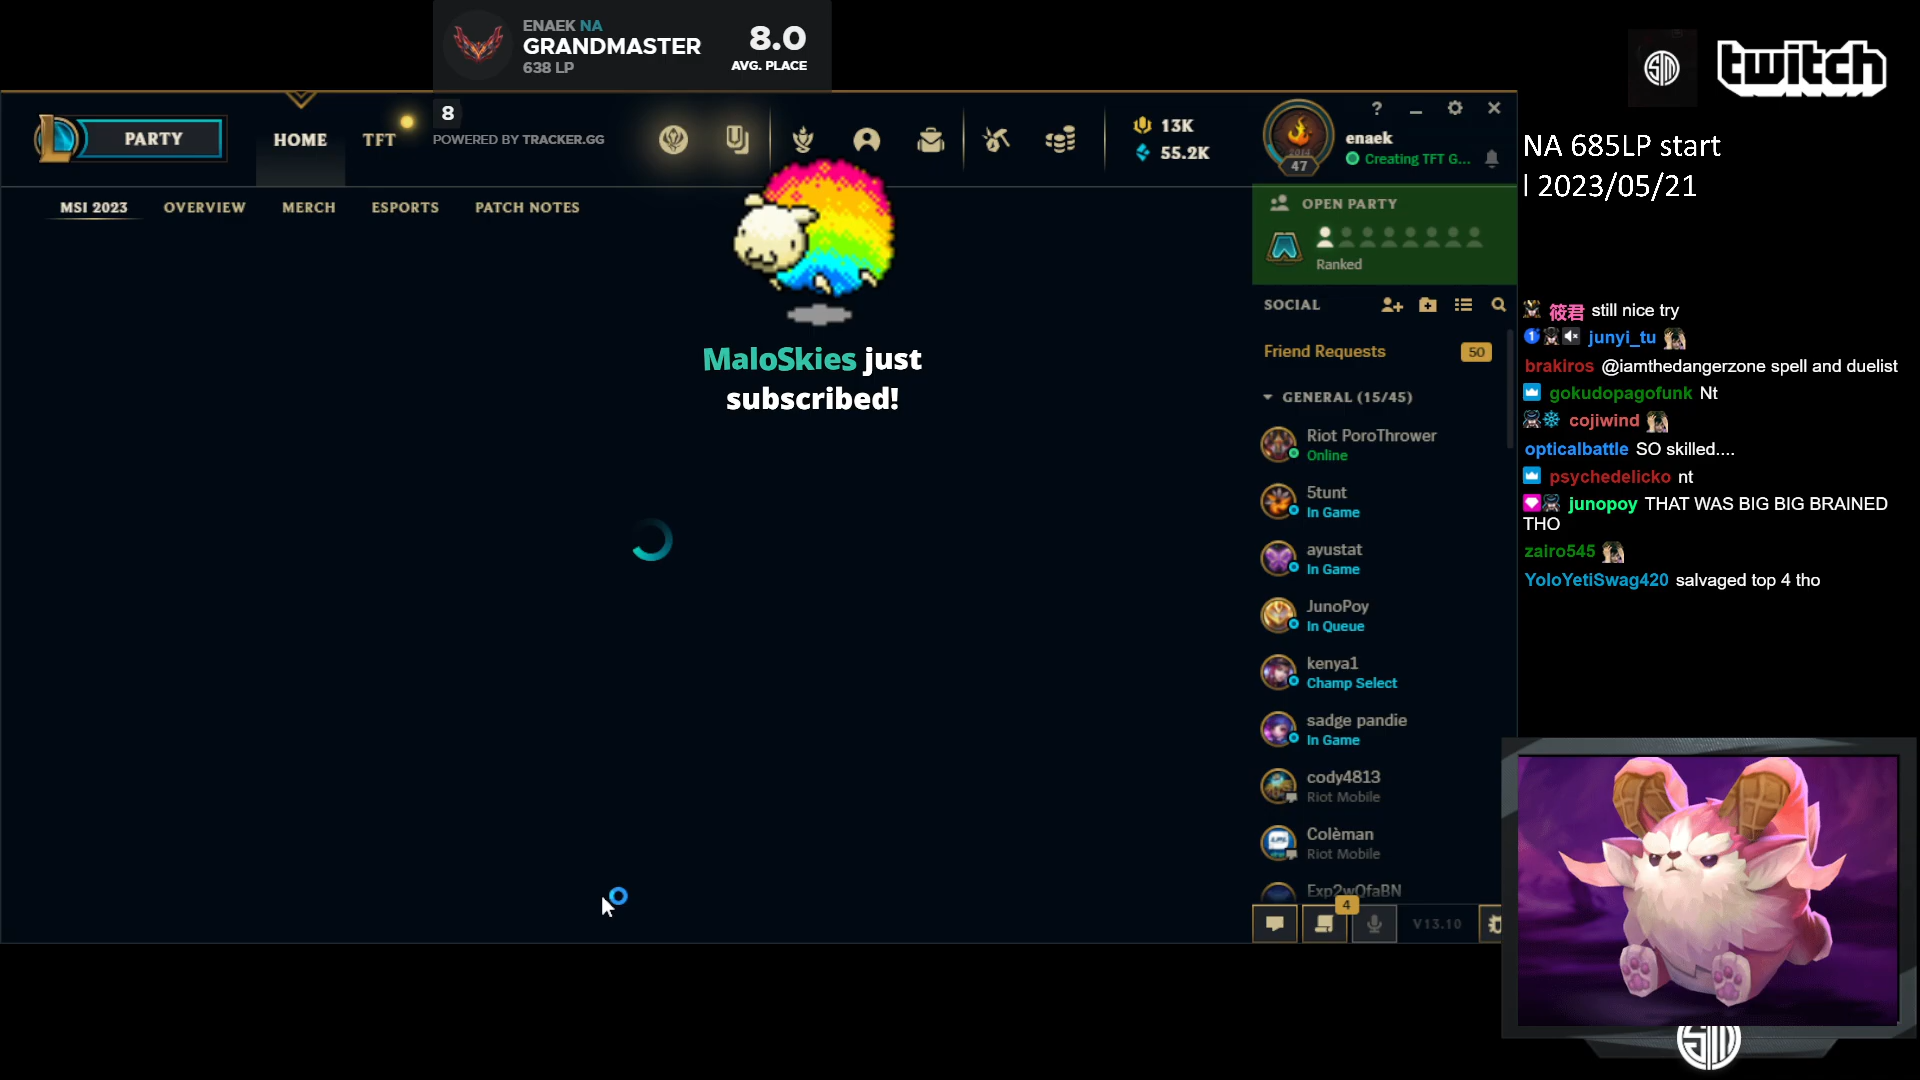 ENAEK NA
GRANDMASTER
638 LP
8.0
AVG. PLACE
8
POWERED BY TRACKER.GG
twitch
PARTY
HOME
TFT
13K
55.2K
47
enaek
Creating TFT G...
NA 685LP start
| 2023/05/21
MSI 2023
OVERVIEW
MERCH
ESPORTS
PATCH NOTES
OPEN PARTY
Ranked
MaloSkies just
subscribed!
SOCIAL
Friend Requests
50
GENERAL (15/45)
Riot PoroThrower
Online
5tunt
In Game
ayustat
In Game
JunoPoy
In Queue
kenya1
Champ Select
sadge pandie
In Game
cody4813
Riot Mobile
Colèman
Riot Mobile
Exp2wQfaBN
4
V13.10
筱君 still nice try
junyi_tu
brakiros @iamthedangerzone spell and duelist
gokudopagofunk Nt
cojiwind
opticalbattle SO skilled....
psychedelicko nt
junopoy THAT WAS BIG BIG BRAINED
THO
zairo545
YoloYetiSwag420 salvaged top 4 tho